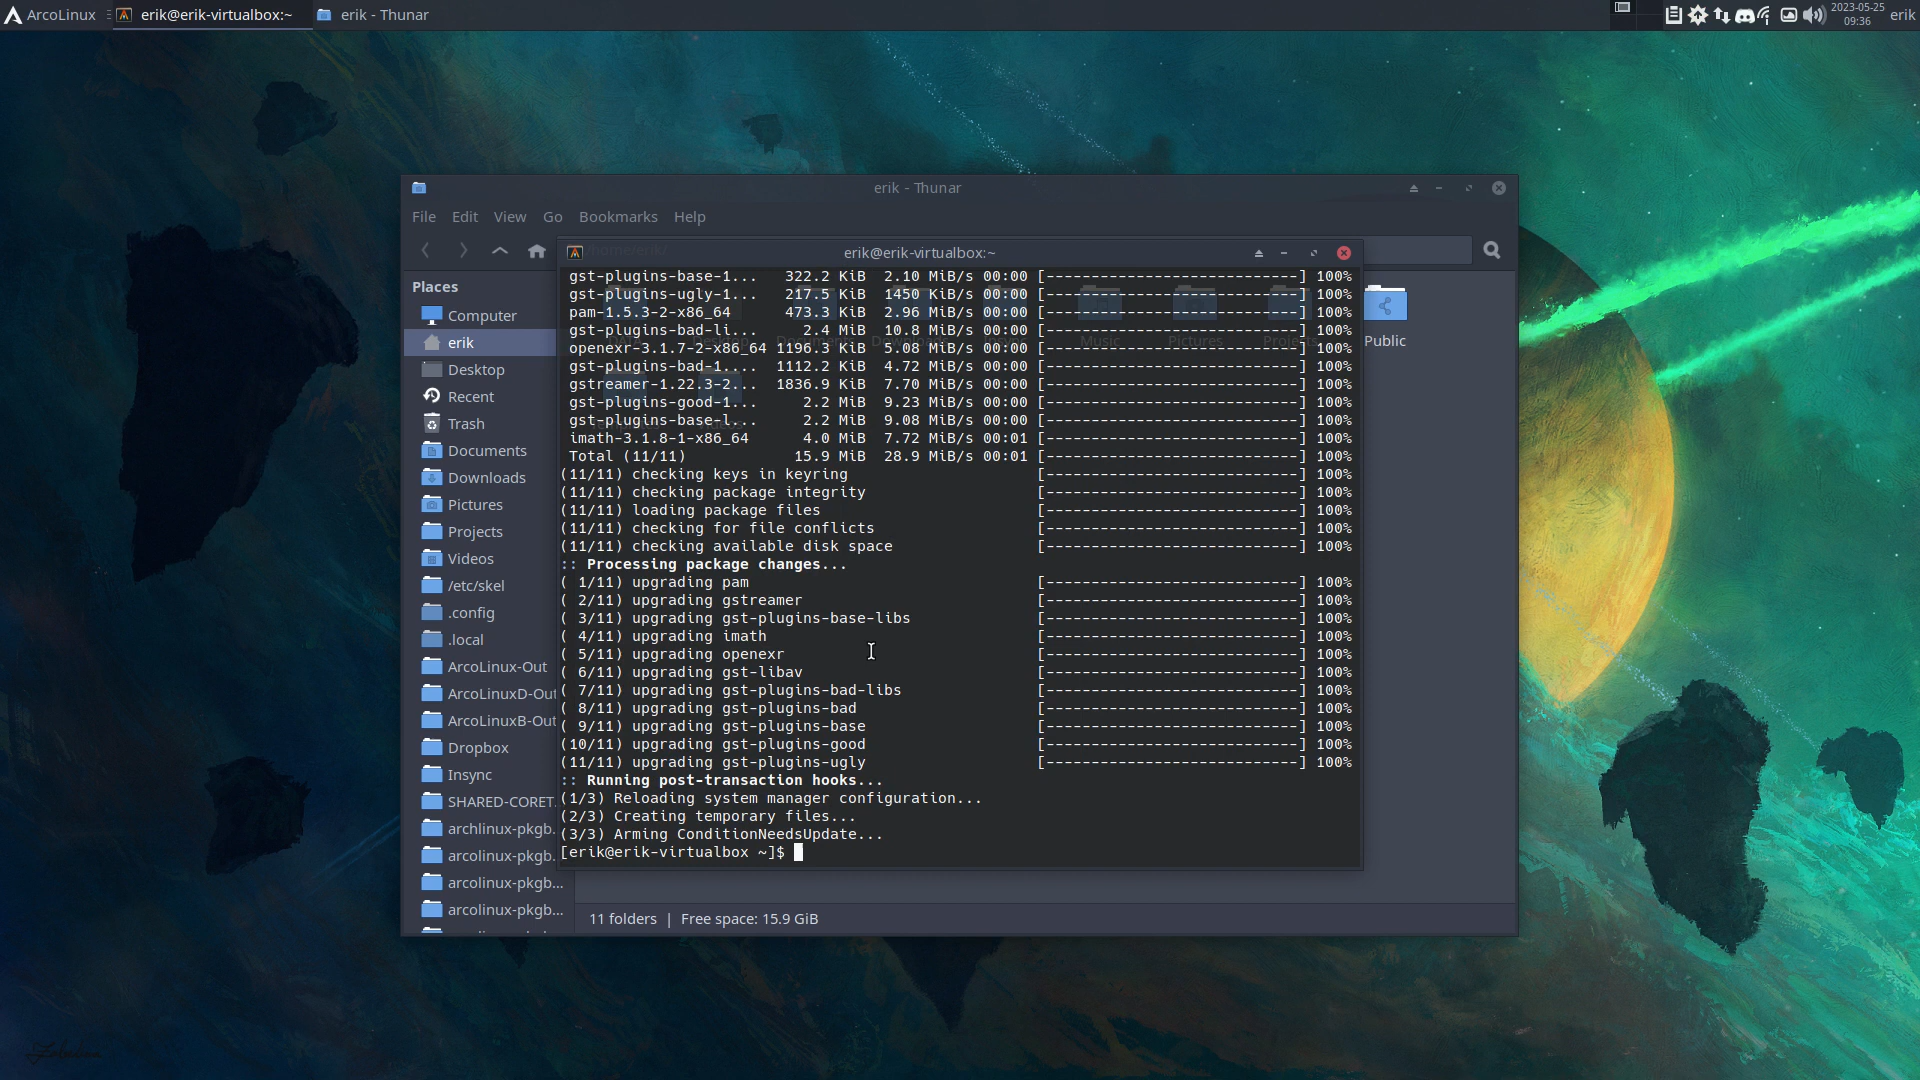 ArcoLinux
erik@erik-virtualbox:~
erik - Thunar
2023-05-25
09:36
erik
erik - Thunar
File Edit View Go Bookmarks Help
erik@erik-virtualbox:~
Places
Computer
erik
Desktop
Recent
Trash
Documents
Downloads
Pictures
Projects
Videos
/etc/skel
.config
.local
ArcoLinux-Out
ArcoLinuxD-Out
ArcoLinuxB-Out
Dropbox
Insync
SHARED-CORET...
archlinux-pkgb...
arcolinux-pkgb...
arcolinux-pkgb...
arcolinux-pkgb...
gst-plugins-base-1... 322.2 KiB 2.10 MiB/s 00:00 [----------------------------] 100%
gst-plugins-ugly-1... 217.5 KiB 1450 KiB/s 00:00 [----------------------------] 100%
pam-1.5.3-2-x86_64 473.3 KiB 2.96 MiB/s 00:00 [----------------------------] 100%
gst-plugins-bad-li... 2.4 MiB 10.8 MiB/s 00:00 [----------------------------] 100%
openexr-3.1.7-2-x86_64 1196.3 KiB 5.08 MiB/s 00:00 [----------------------------] 100%
gst-plugins-bad-1.... 1112.2 KiB 4.72 MiB/s 00:00 [----------------------------] 100%
gstreamer-1.22.3-2... 1836.9 KiB 7.70 MiB/s 00:00 [----------------------------] 100%
gst-plugins-good-1... 2.2 MiB 9.23 MiB/s 00:00 [----------------------------] 100%
gst-plugins-base-l... 2.2 MiB 9.08 MiB/s 00:00 [----------------------------] 100%
imath-3.1.8-1-x86_64 4.0 MiB 7.72 MiB/s 00:01 [----------------------------] 100%
Total (11/11) 15.9 MiB 28.9 MiB/s 00:01 [----------------------------] 100%
(11/11) checking keys in keyring [----------------------------] 100%
(11/11) checking package integrity [----------------------------] 100%
(11/11) loading package files [----------------------------] 100%
(11/11) checking for file conflicts [----------------------------] 100%
(11/11) checking available disk space [----------------------------] 100%
:: Processing package changes...
( 1/11) upgrading pam [----------------------------] 100%
( 2/11) upgrading gstreamer [----------------------------] 100%
( 3/11) upgrading gst-plugins-base-libs [----------------------------] 100%
( 4/11) upgrading imath [----------------------------] 100%
( 5/11) upgrading openexr [----------------------------] 100%
( 6/11) upgrading gst-libav [----------------------------] 100%
( 7/11) upgrading gst-plugins-bad-libs [----------------------------] 100%
( 8/11) upgrading gst-plugins-bad [----------------------------] 100%
( 9/11) upgrading gst-plugins-base [----------------------------] 100%
(10/11) upgrading gst-plugins-good [----------------------------] 100%
(11/11) upgrading gst-plugins-ugly [----------------------------] 100%
:: Running post-transaction hooks...
(1/3) Reloading system manager configuration...
(2/3) Creating temporary files...
(3/3) Arming ConditionNeedsUpdate...
[erik@erik-virtualbox ~]$
Music
Pictures
Public
11 folders | Free space: 15.9 GiB